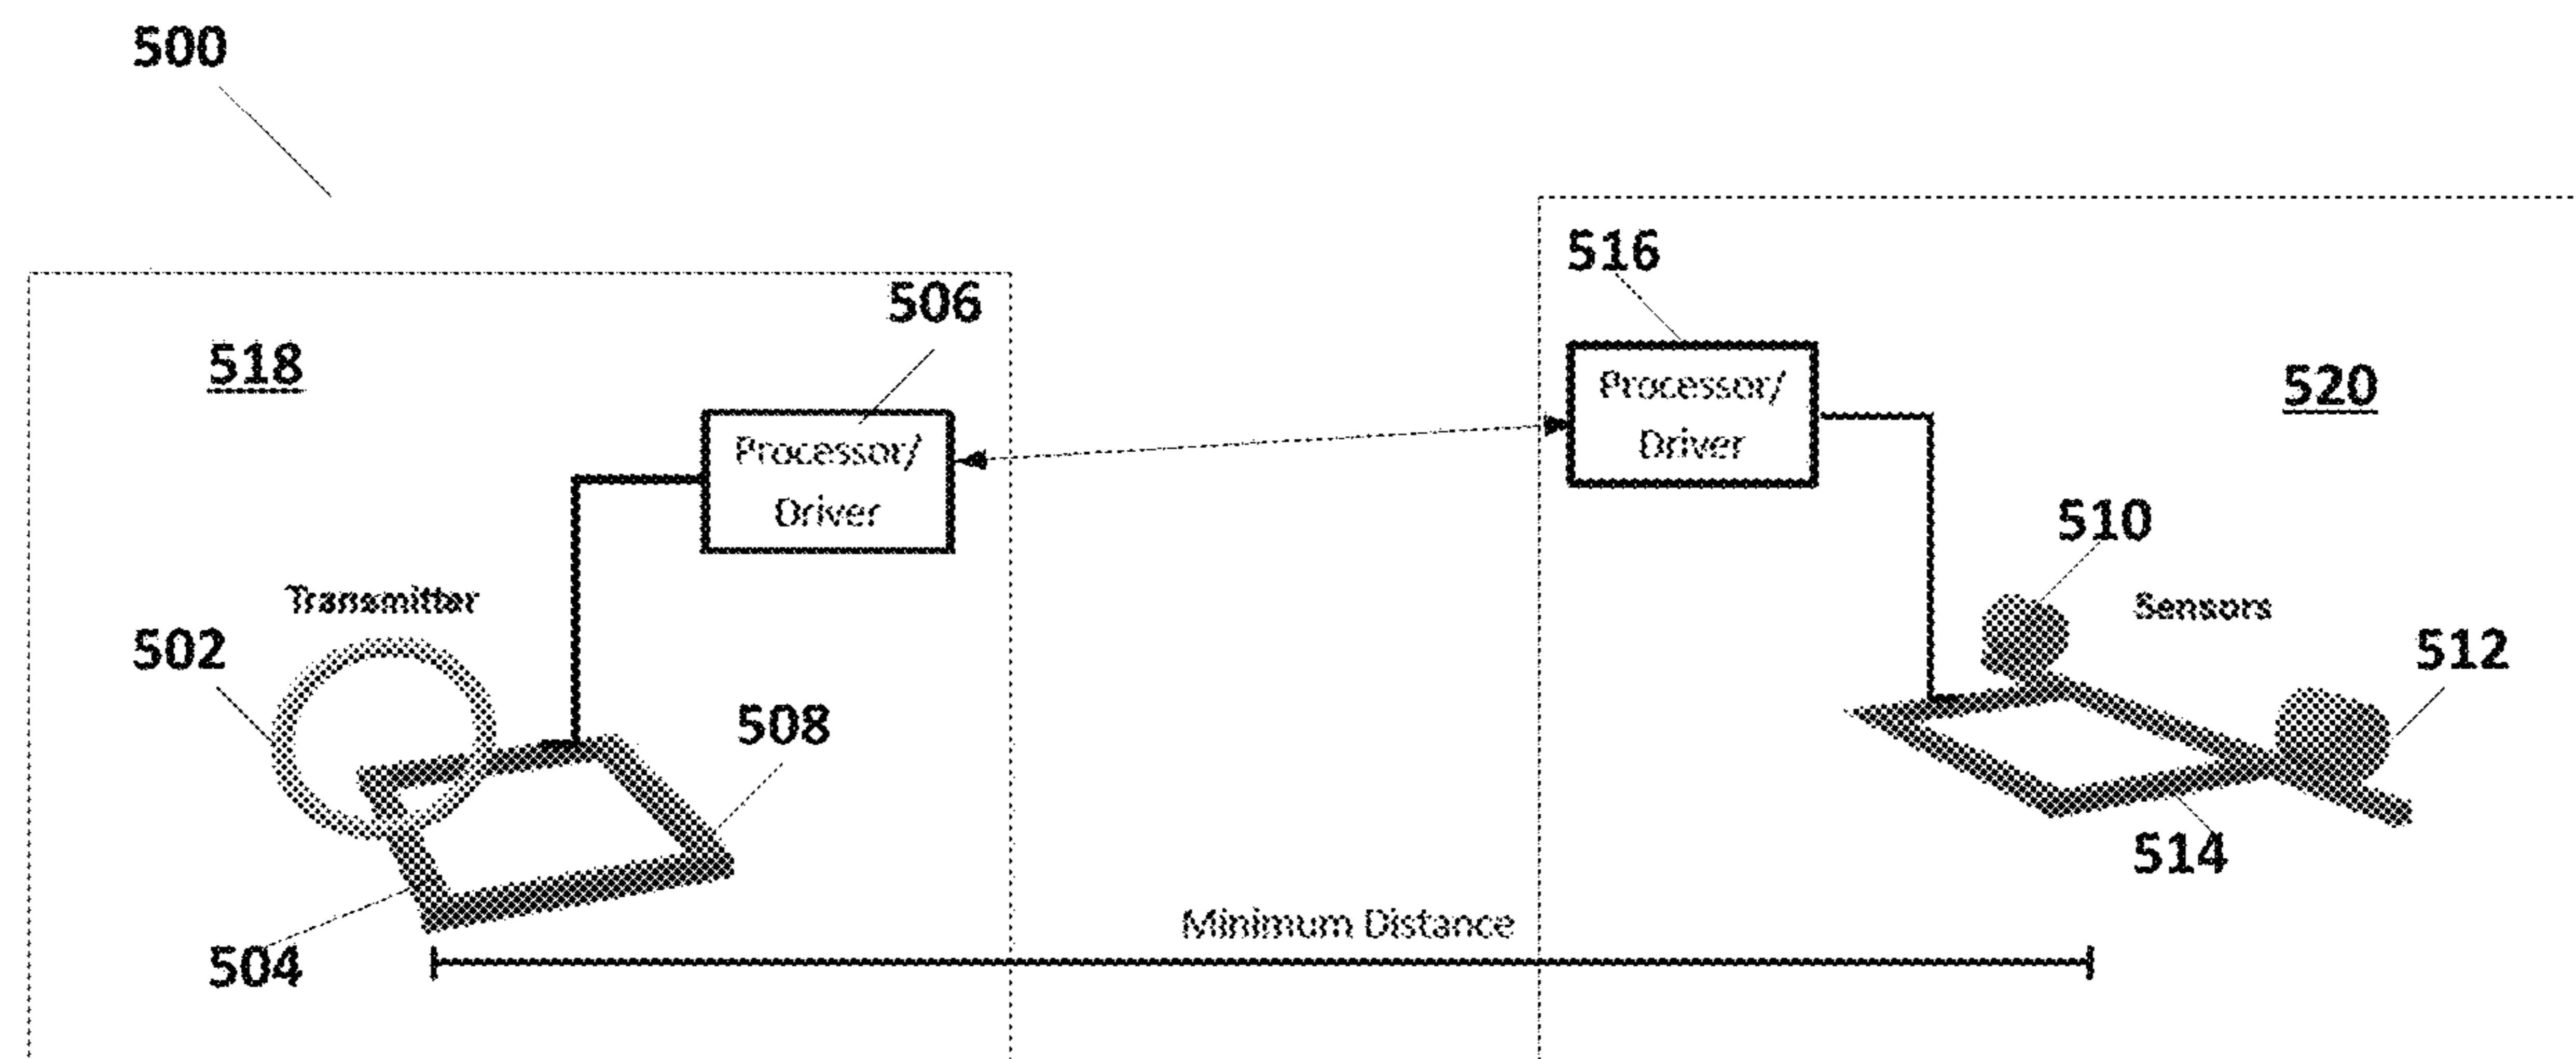 500
516
506
518
Processor/
Driver
520
Processor/
Driver
510
Transmitter
Sensors
502
512
508
514
Minimum Distance
504